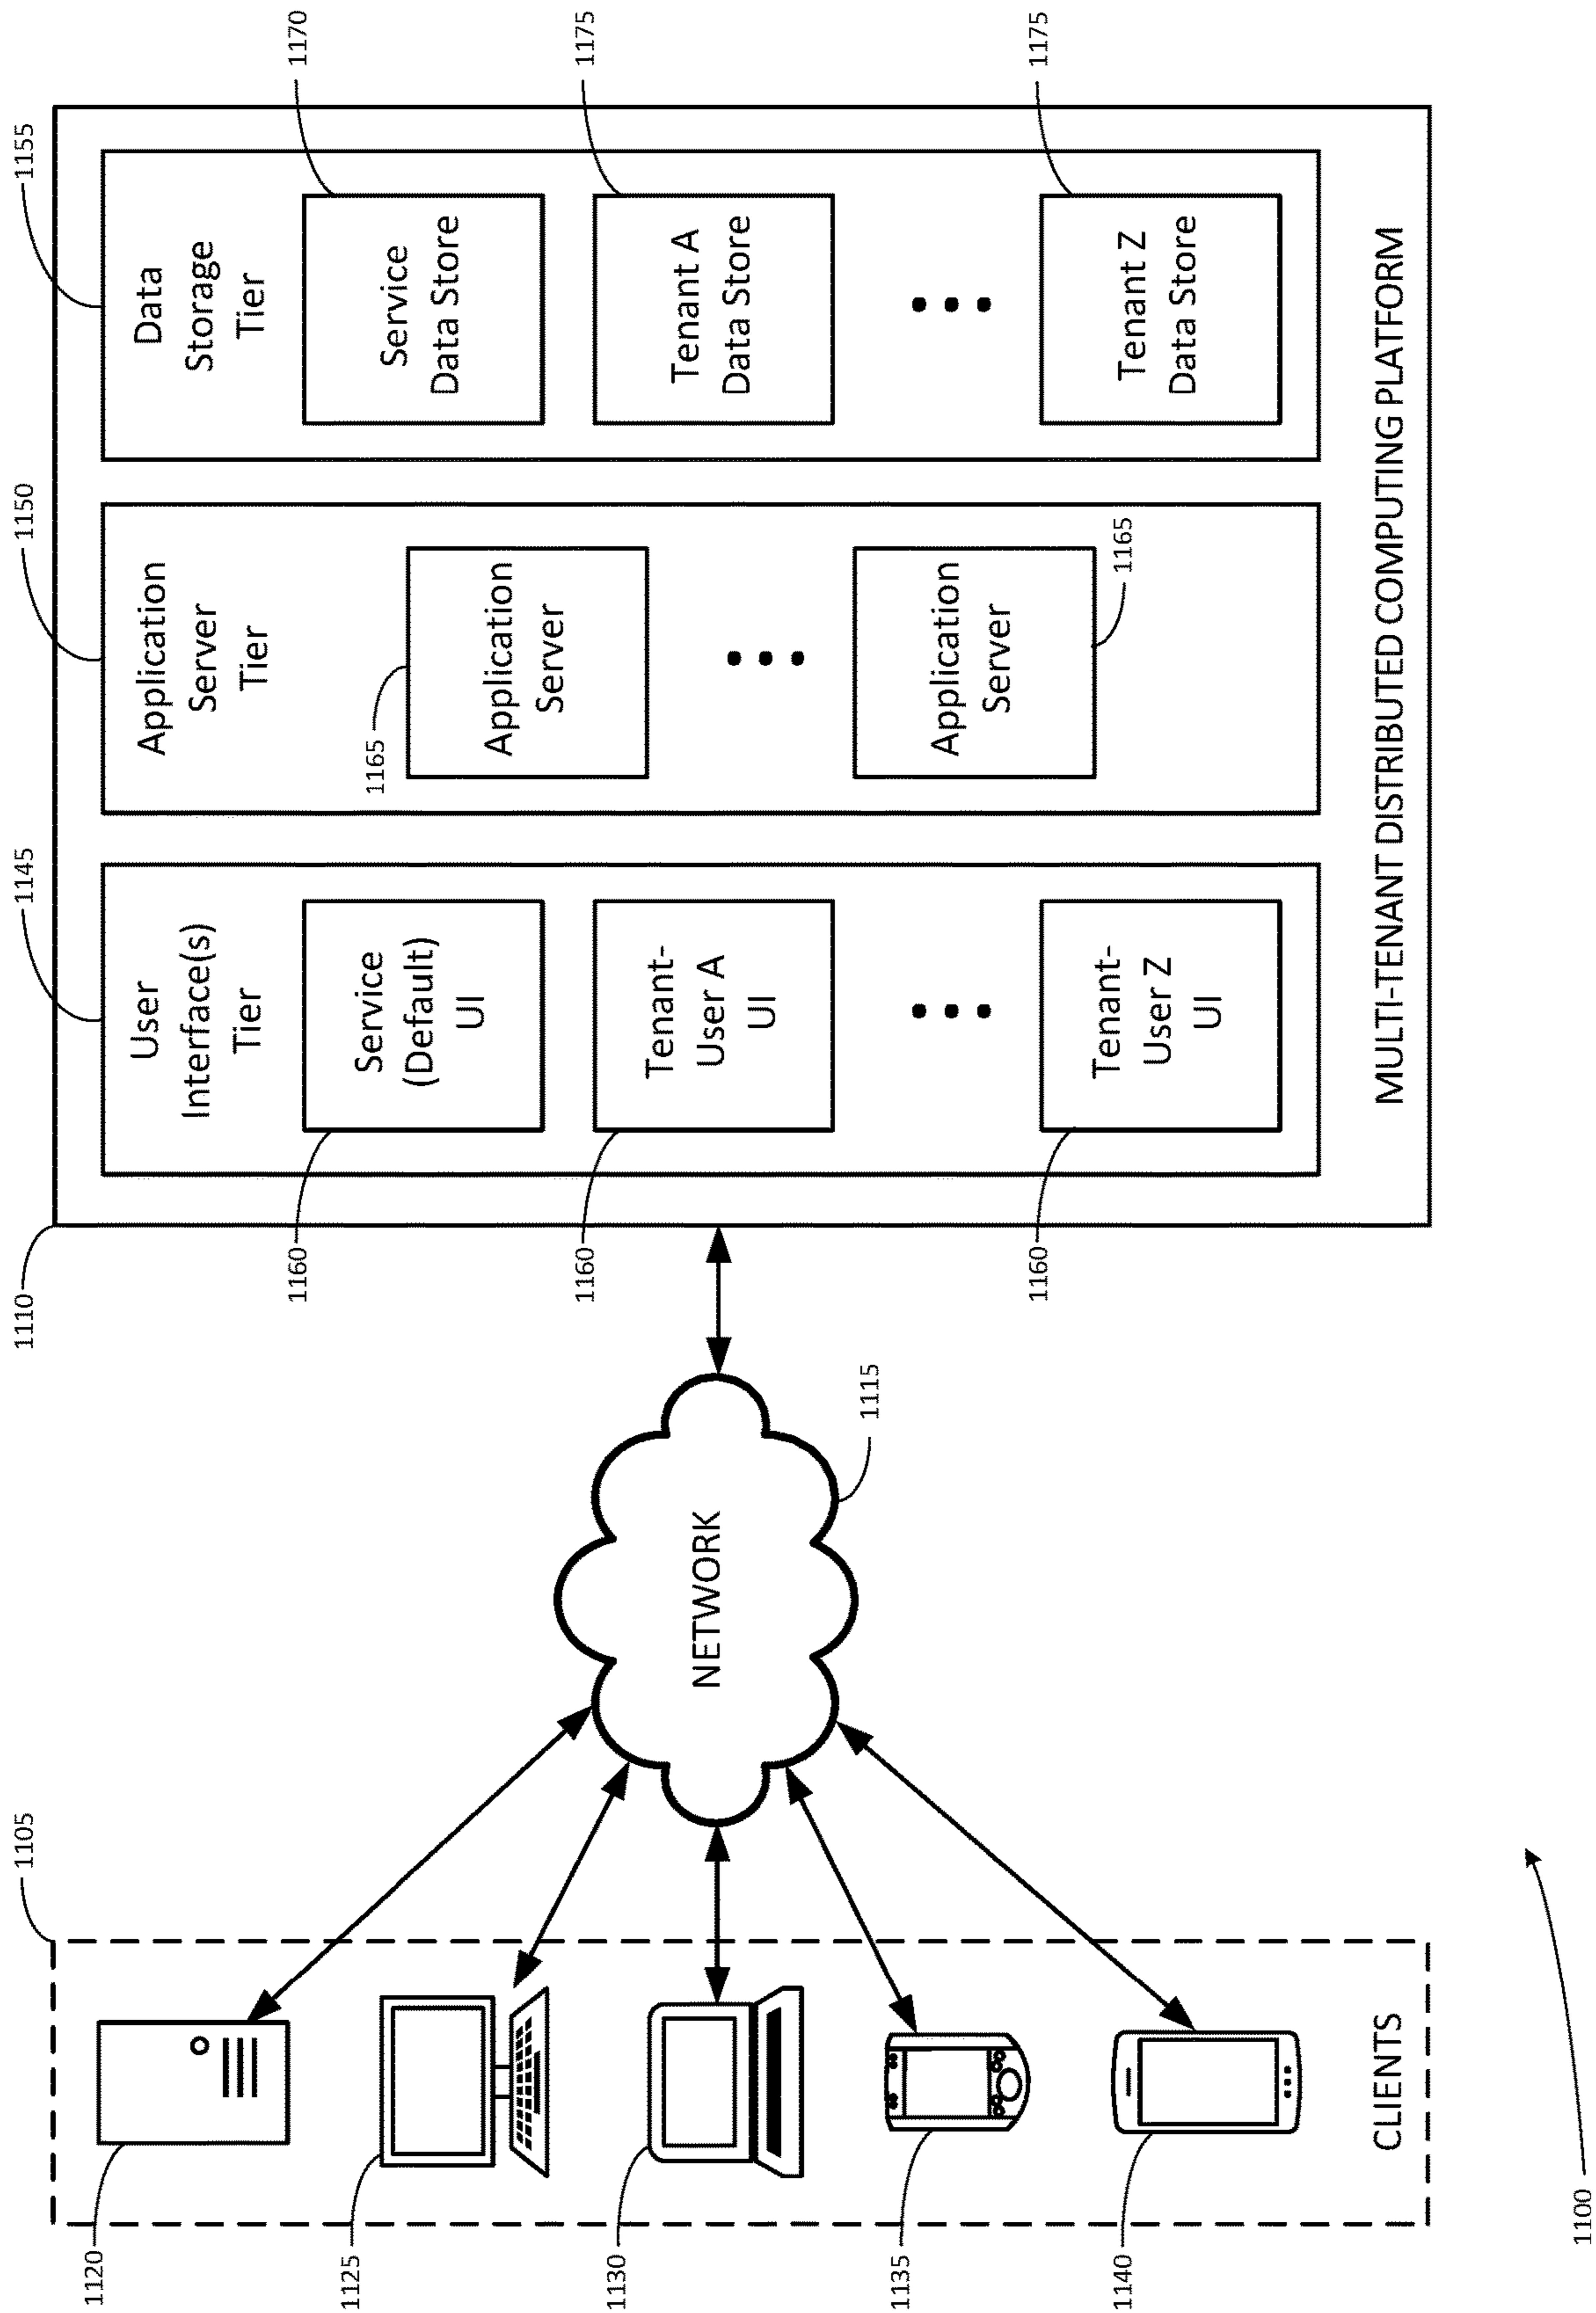 1105
1120
1125
1130
1135
1140
CLIENTS
1100
NETWORK
1115
1110
1145
User
Interface(s)
Tier
1160
Service
(Default)
UI
1160
Tenant-
User A
UI
1160
Tenant-
User Z
UI
1150
Application
Server
Tier
1165
Application
Server
Application
Server
1165
1155
Data
Storage
Tier
1170
Service
Data Store
1175
Tenant A
Data Store
1175
Tenant Z
Data Store
MULTI-TENANT DISTRIBUTED COMPUTING PLATFORM